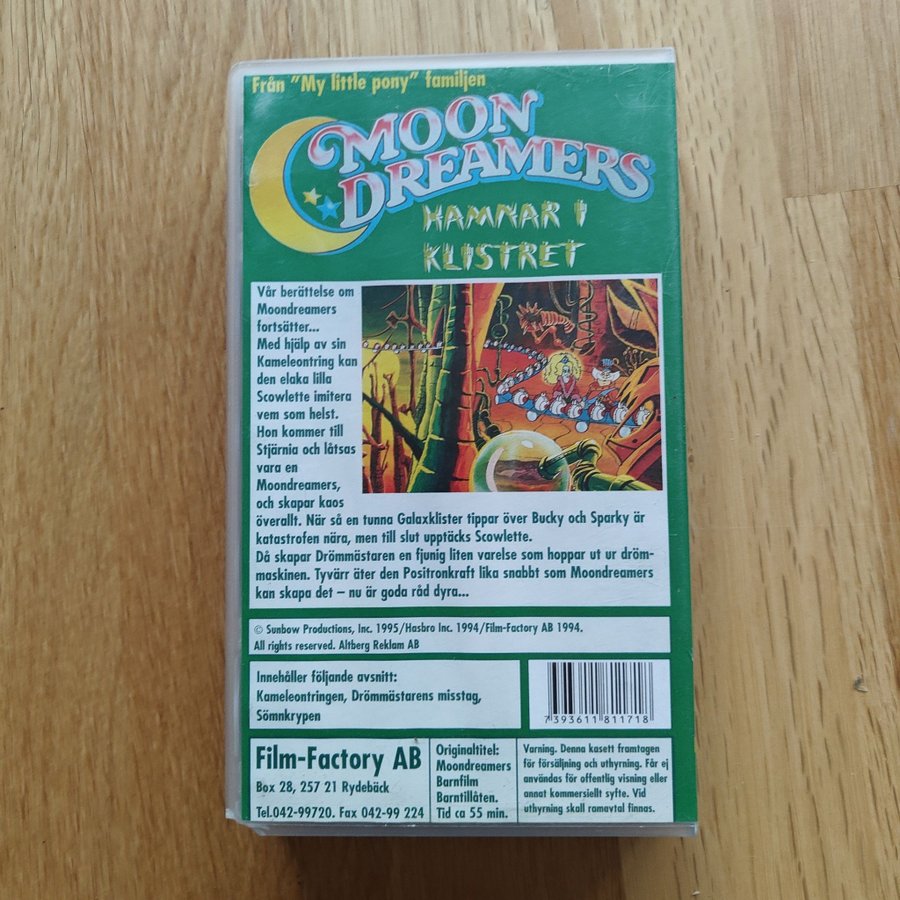 Från "My little pony" familjen
MOON
DREAMERS
HAMNAR I
KLISTRET
Vår berättelse om
Moondreamers
fortsätter...
Med hjälp av sin
Kameleontring kan
den elaka lilla
Scowlette imitera
vem som helst.
Hon kommer till
Stjärnia och låtsas
vara en
Moondreamers,
och skapar kaos
överallt. När så en tunna Galaxklister tippar över Bucky och Sparky är
katastrofen nära, men till slut upptäcks Scowlette.
Då skapar Drömmästaren en fjunig liten varelse som hoppar ut ur dröm-
maskinen. Tyvärr äter den Positronkraft lika snabbt som Moondreamers
kan skapa det – nu är goda råd dyra...
© Sunbow Productions, Inc. 1995/Hasbro Inc. 1994/Film-Factory AB 1994.
All rights reserved. Altberg Reklam AB
Innehåller följande avsnitt:
Kameleontringen, Drömmästarens misstag,
Sömnkrypen
7393611811718
Film-Factory AB
Box 28, 257 21 Rydebäck
Tel.042-99720. Fax 042-99 224
Originaltitel:
Moondreamers
Barnfilm
Barntillåten.
Tid ca 55 min.
Varning. Denna kasett framtagen
för försäljning och uthyrning. Får ej
användas för offentlig visning eller
annat kommersiellt syfte. Vid
uthyrning skall ramavtal finnas.